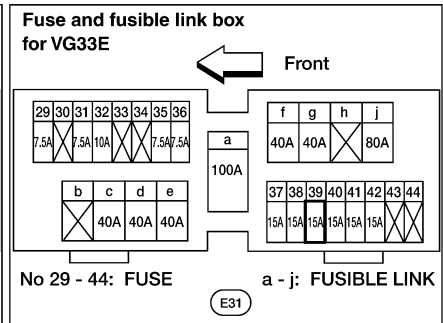 Fuse and fusible link box
for VG33E
Front
29 30 31 32 33 34 35 36
7.5A 7.5A 10A 7.5A 7.5A
a
100A
f g h j
40A 40A 80A
b c d e
40A 40A 40A
37 38 39 40 41 42 43 44
15A 15A 15A 15A 15A 15A
No 29 - 44: FUSE
a - j: FUSIBLE LINK
E31